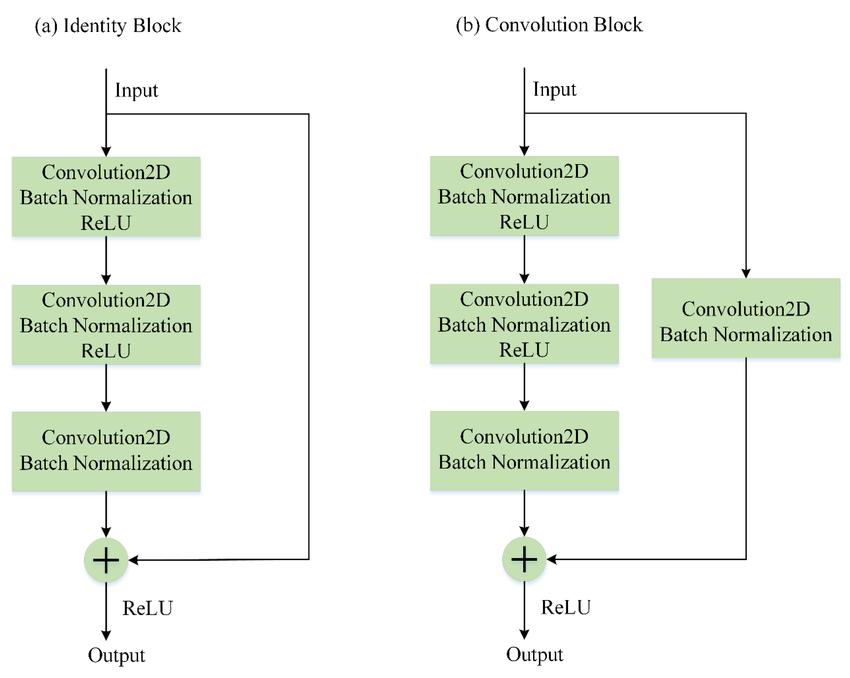 (a) Identity Block
Input
Convolution2D
Batch Normalization
ReLU
Convolution2D
Batch Normalization
ReLU
Convolution2D
Batch Normalization
ReLU
Output
(b) Convolution Block
Input
Convolution2D
Batch Normalization
ReLU
Convolution2D
Batch Normalization
ReLU
Convolution2D
Batch Normalization
Convolution2D
Batch Normalization
ReLU
Output